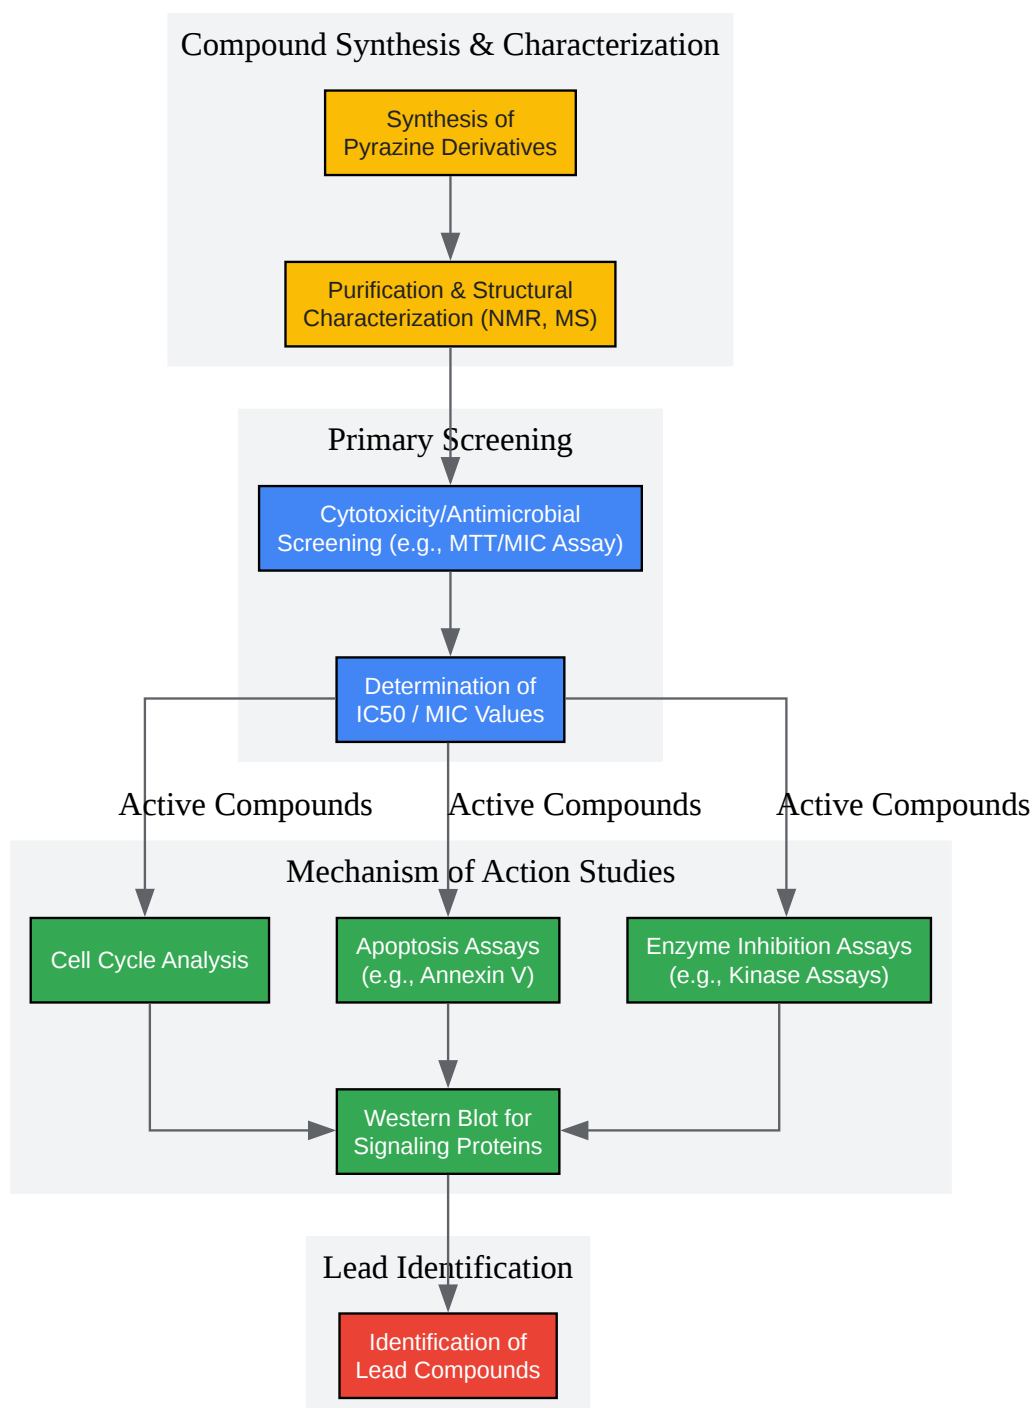 Compound Synthesis & Characterization
Synthesis of
Pyrazine Derivatives
Purification & Structural
Characterization (NMR, MS)
Primary Screening
Cytotoxicity/Antimicrobial
Screening (e.g., MTT/MIC Assay)
Determination of
IC50 / MIC Values
Active Compounds
Active Compounds
Active Compounds
Mechanism of Action Studies
Cell Cycle Analysis
Apoptosis Assays
(e.g., Annexin V)
Enzyme Inhibition Assays
(e.g., Kinase Assays)
Western Blot for
Signaling Proteins
Lead Identification
Identification of
Lead Compounds